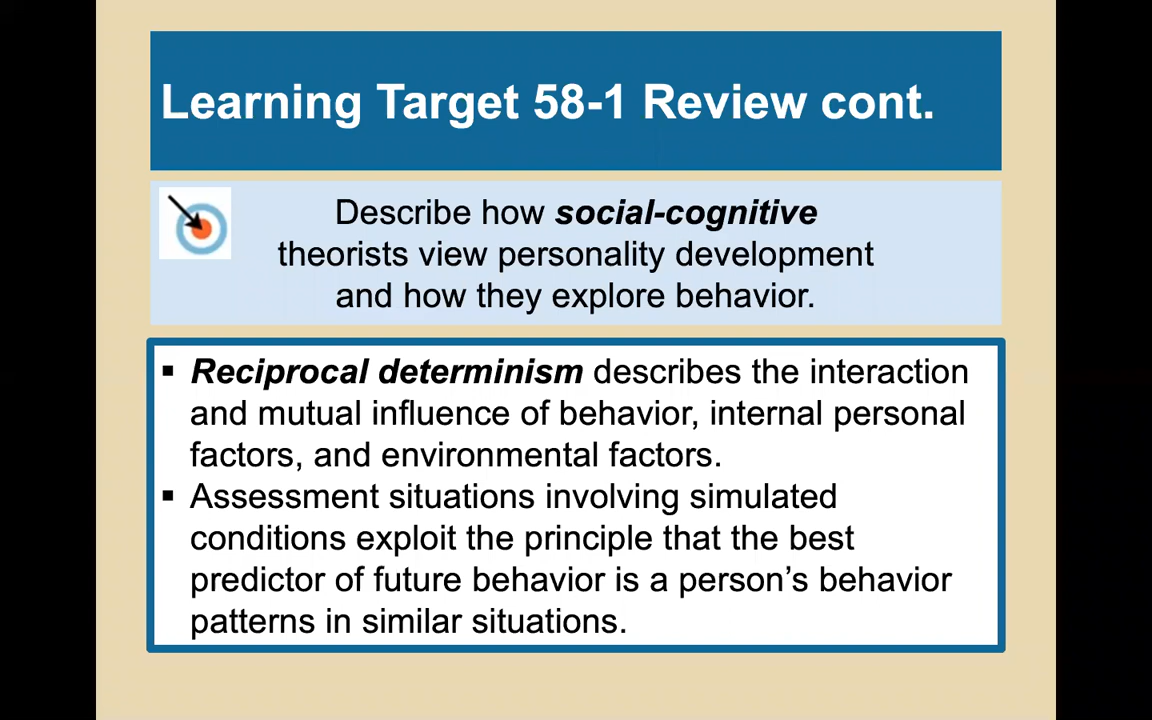 Learning Target 58-1 Review cont.
Describe how social-cognitive
theorists view personality development
and how they explore behavior.
▪ Reciprocal determinism describes the interaction
and mutual influence of behavior, internal personal
factors, and environmental factors.
▪ Assessment situations involving simulated
conditions exploit the principle that the best
predictor of future behavior is a person’s behavior
patterns in similar situations.